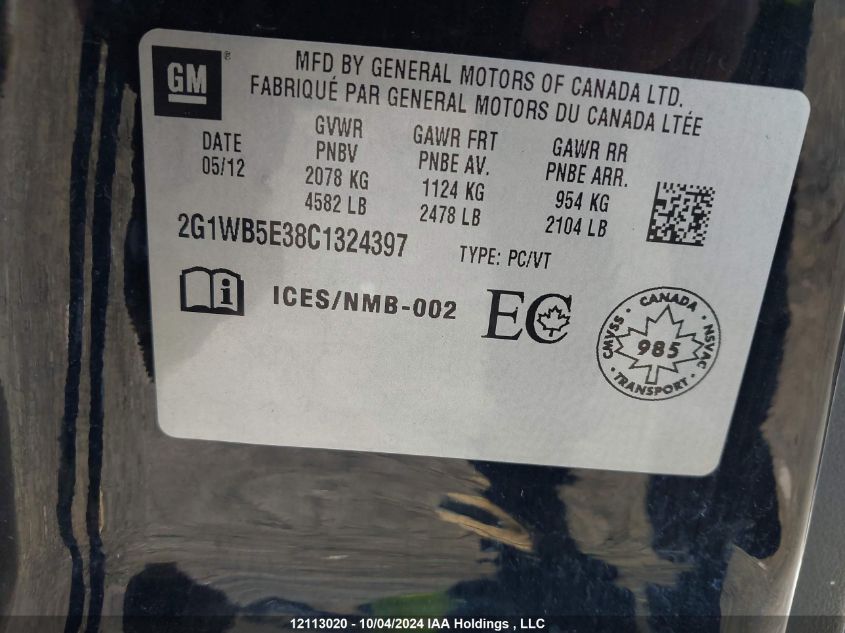 GM®
MFD BY GENERAL MOTORS OF CANADA LTD.
FABRIQUÉ PAR GENERAL MOTORS DU CANADA LTÉE
DATE
05/12
GVWR
PNBV
2078 KG
4582 LB
GAWR FRT
PNBE AV.
1124 KG
2478 LB
GAWR RR
PNBE ARR.
954 KG
2104 LB
2G1WB5E38C1324397
TYPE: PC/VT
i
ICES/NMB-002
EC
CANADA
CMVSS
985
NSVAC
TRANSPORT
12113020 - 10/04/2024 IAA Holdings , LLC